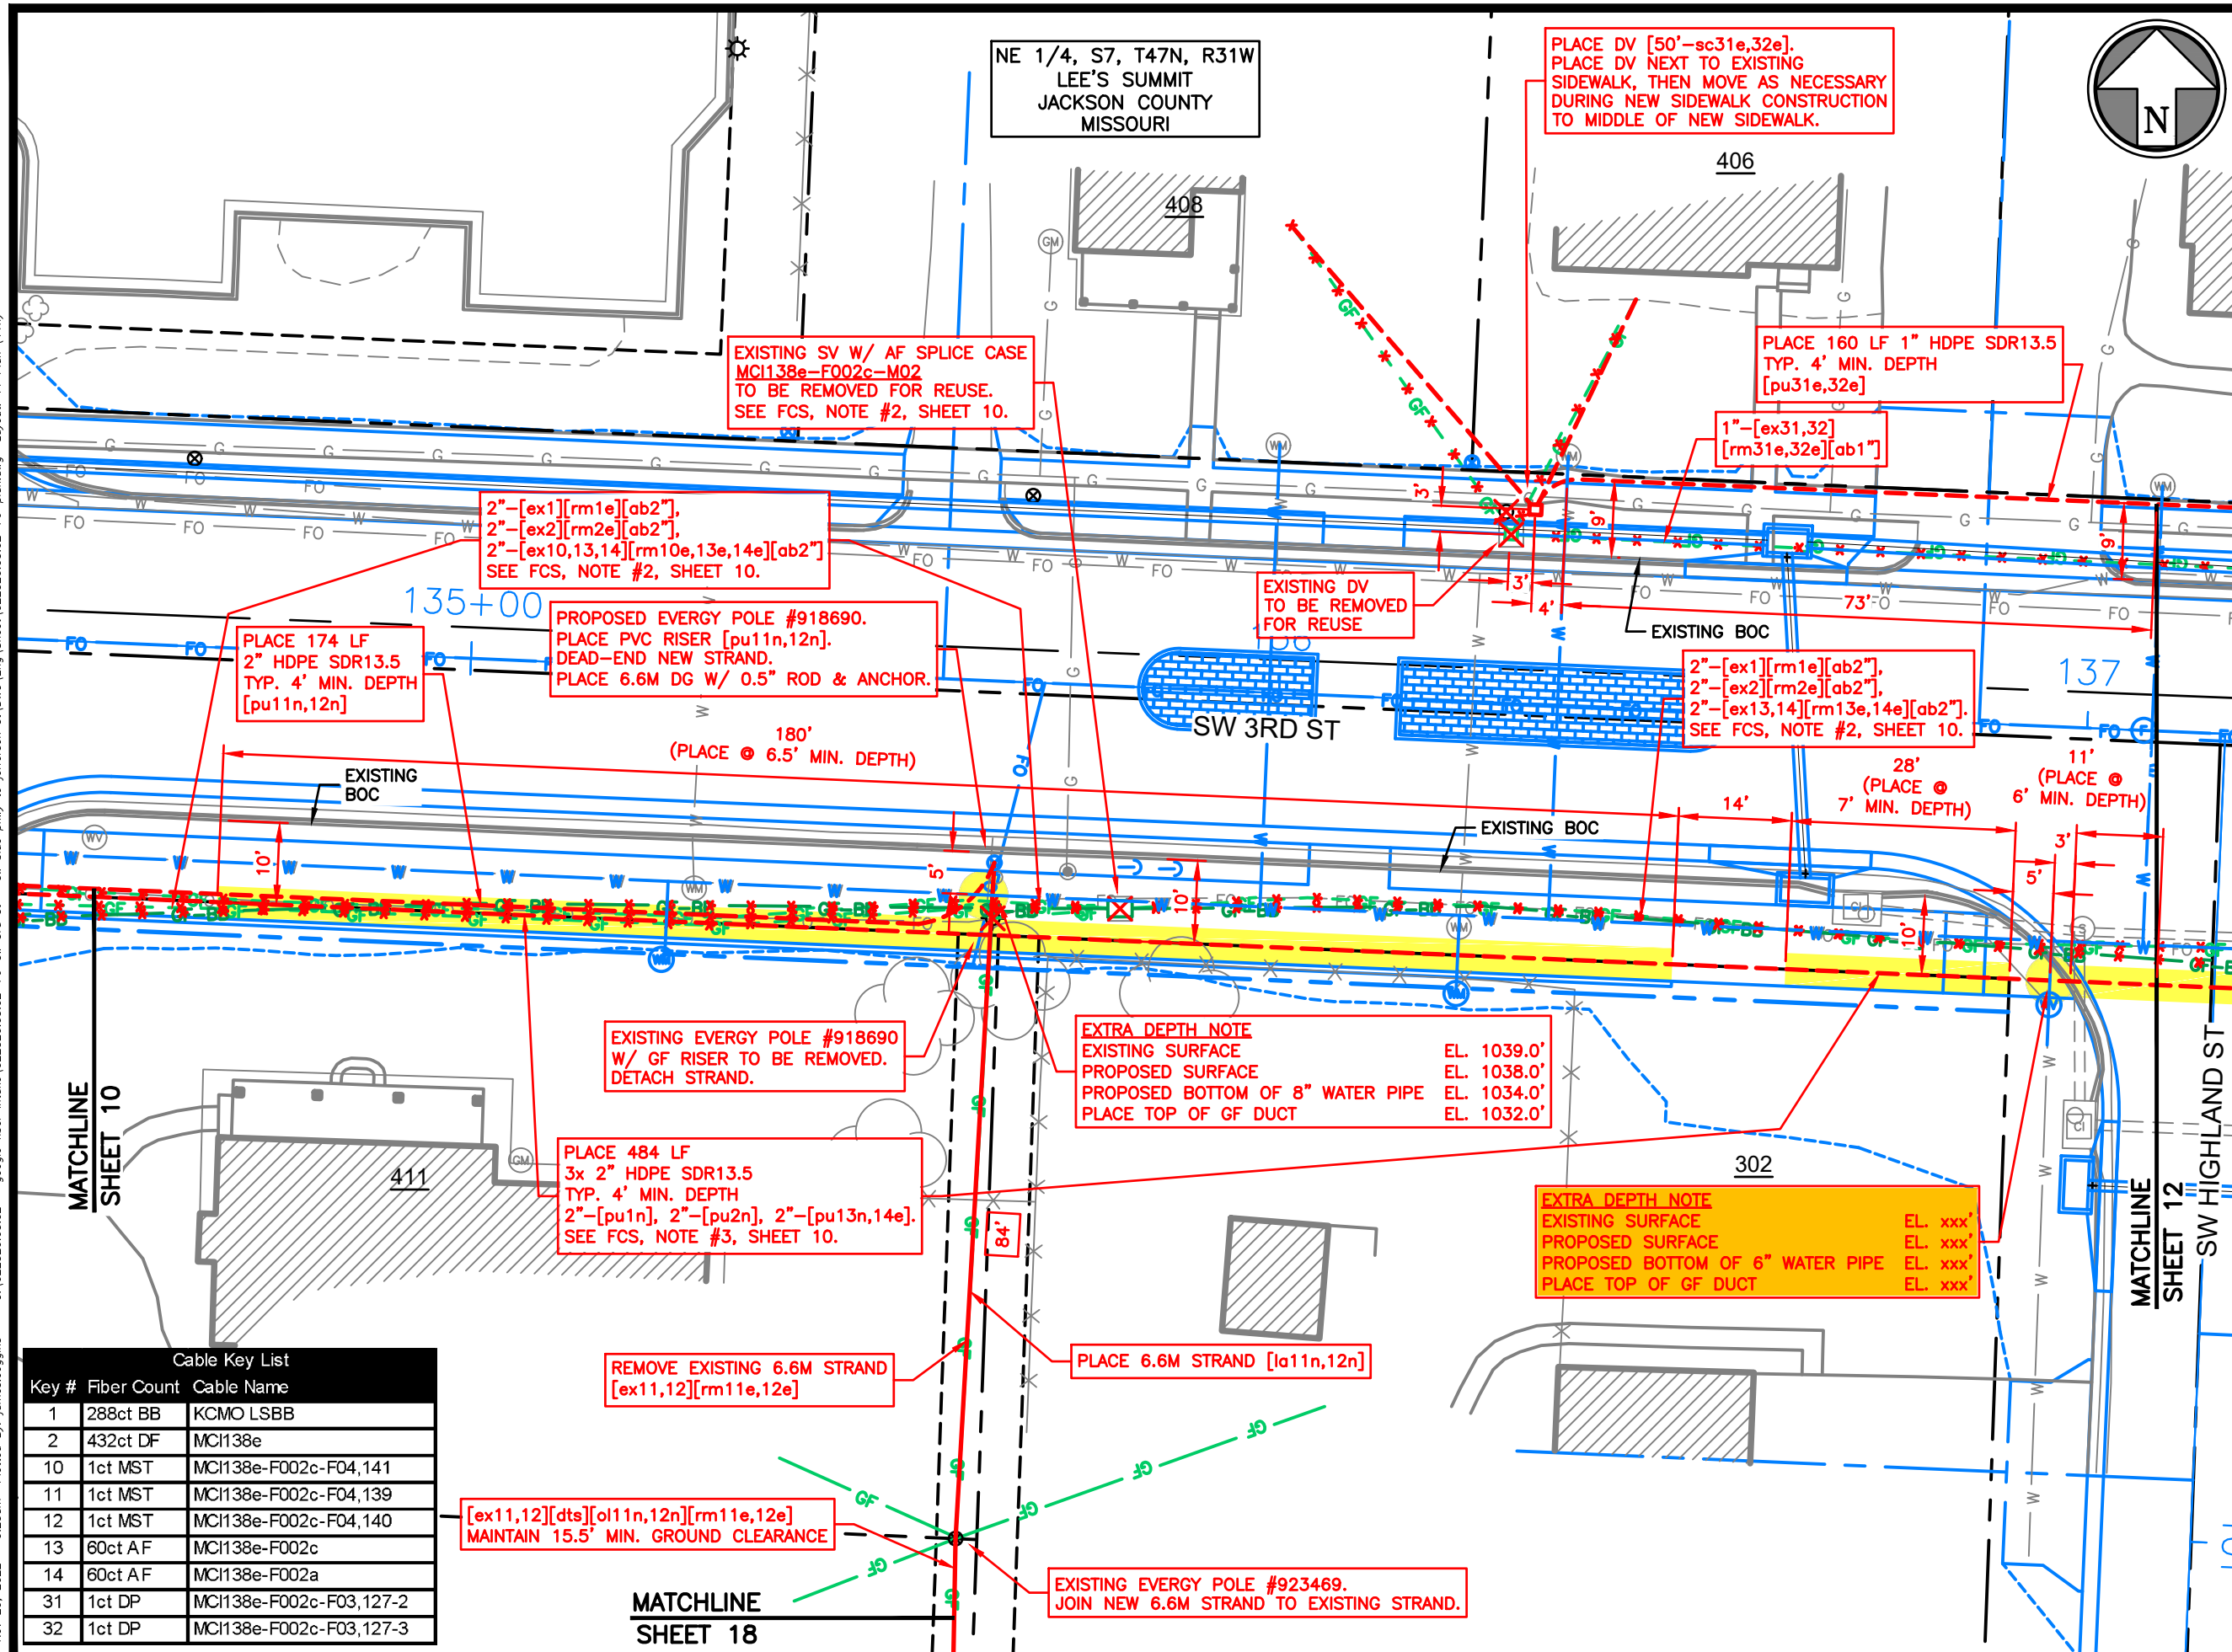 NE 1/4, S7, T47N, R31W
LEE'S SUMMIT
JACKSON COUNTY
MISSOURI
PLACE DV [50'-sc31e,32e].
PLACE DV NEXT TO EXISTING
SIDEWALK, THEN MOVE AS NECESSARY
DURING NEW SIDEWALK CONSTRUCTION
TO MIDDLE OF NEW SIDEWALK.
N
406
408
EXISTING SV W/ AF SPLICE CASE
MCI138e-F002c-M02
TO BE REMOVED FOR REUSE.
SEE FCS, NOTE #2, SHEET 10.
PLACE 160 LF 1" HDPE SDR13.5
TYP. 4' MIN. DEPTH
[pu31e,32e]
1"-[ex31,32]
[rm31e,32e][ab1"]
2"-[ex1][rm1e][ab2"],
2"-[ex2][rm2e][ab2"],
2"-[ex10,13,14][rm10e,13e,14e][ab2"]
SEE FCS, NOTE #2, SHEET 10.
3'
9'
9'
3'
4'
73'
EXISTING DV
TO BE REMOVED
FOR REUSE
EXISTING BOC
135+00
PROPOSED EVERGY POLE #918690.
PLACE PVC RISER [pu11n,12n].
DEAD-END NEW STRAND.
PLACE 6.6M DG W/ 0.5" ROD & ANCHOR.
PLACE 174 LF
2" HDPE SDR13.5
TYP. 4' MIN. DEPTH
[pu11n,12n]
2"-[ex1][rm1e][ab2"],
2"-[ex2][rm2e][ab2"],
2"-[ex13,14][rm13e,14e][ab2"].
SEE FCS, NOTE #2, SHEET 10.
137
SW 3RD ST
180'
(PLACE @ 6.5' MIN. DEPTH)
EXISTING
BOC
28'
(PLACE @
7' MIN. DEPTH)
11'
(PLACE @
6' MIN. DEPTH)
14'
EXISTING BOC
3'
5'
10'
5'
10'
10'
EXISTING EVERGY POLE #918690
W/ GF RISER TO BE REMOVED.
DETACH STRAND.
EXTRA DEPTH NOTE
EXISTING SURFACE EL. 1039.0'
PROPOSED SURFACE EL. 1038.0'
PROPOSED BOTTOM OF 8" WATER PIPE EL. 1034.0'
PLACE TOP OF GF DUCT EL. 1032.0'
MATCHLINE
SHEET 10
411
PLACE 484 LF
3x 2" HDPE SDR13.5
TYP. 4' MIN. DEPTH
2"-[pu1n], 2"-[pu2n], 2"-[pu13n,14e].
SEE FCS, NOTE #3, SHEET 10.
84'
302
EXTRA DEPTH NOTE
EXISTING SURFACE EL. xxx'
PROPOSED SURFACE EL. xxx'
PROPOSED BOTTOM OF 6" WATER PIPE EL. xxx'
PLACE TOP OF GF DUCT EL. xxx'
MATCHLINE
SHEET 12
SW HIGHLAND ST
REMOVE EXISTING 6.6M STRAND
[ex11,12][rm11e,12e]
PLACE 6.6M STRAND [la11n,12n]
Cable Key List
Key # Fiber Count Cable Name
1 288ct BB KCMO LSBB
2 432ct DF MCI138e
10 1ct MST MCI138e-F002c-F04,141
11 1ct MST MCI138e-F002c-F04,139
12 1ct MST MCI138e-F002c-F04,140
13 60ct AF MCI138e-F002c
14 60ct AF MCI138e-F002a
31 1ct DP MCI138e-F002c-F03,127-2
32 1ct DP MCI138e-F002c-F03,127-3
[ex11,12][dts][ol11n,12n][rm11e,12e]
MAINTAIN 15.5' MIN. GROUND CLEARANCE
EXISTING EVERGY POLE #923469.
JOIN NEW 6.6M STRAND TO EXISTING STRAND.
MATCHLINE
SHEET 18